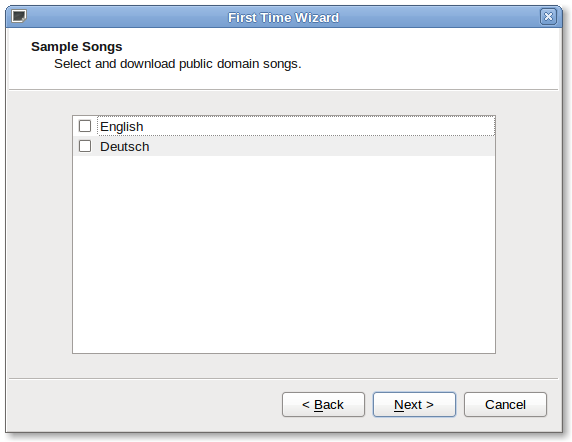 First Time Wizard
Sample Songs
Select and download public domain songs.
English
Deutsch
< Back
Next >
Cancel